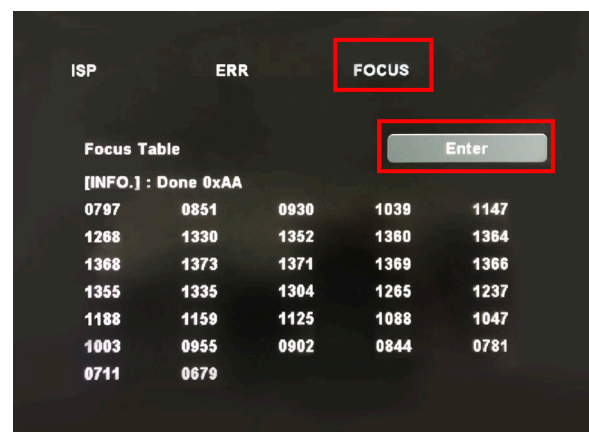 ISP ERR FOCUS
Focus Table Enter
[INFO.] : Done 0xAA
0797 0851 0930 1039 1147
1268 1330 1352 1360 1364
1368 1373 1371 1369 1366
1355 1335 1304 1265 1237
1188 1159 1125 1088 1047
1003 0955 0902 0844 0781
0711 0679